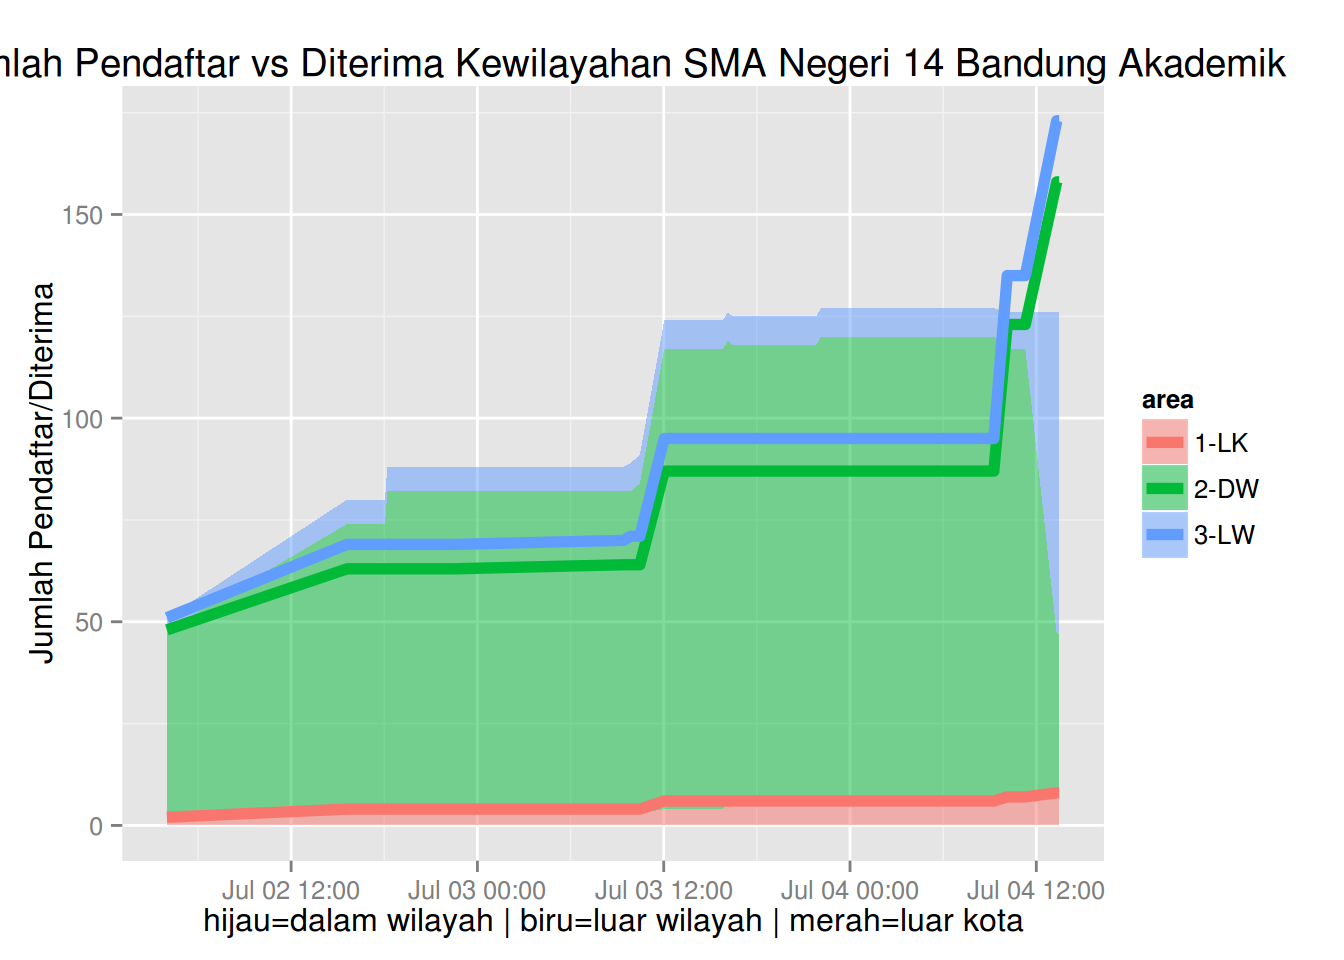 mlah Pendaftar vs Diterima Kewilayahan SMA Negeri 14 Bandung Akademik
Jumlah Pendaftar/Diterima
150
100
50
0
Jul 02 12:00 Jul 03 00:00 Jul 03 12:00 Jul 04 00:00 Jul 04 12:00
hijau=dalam wilayah | biru=luar wilayah | merah=luar kota
area
1-LK
2-DW
3-LW